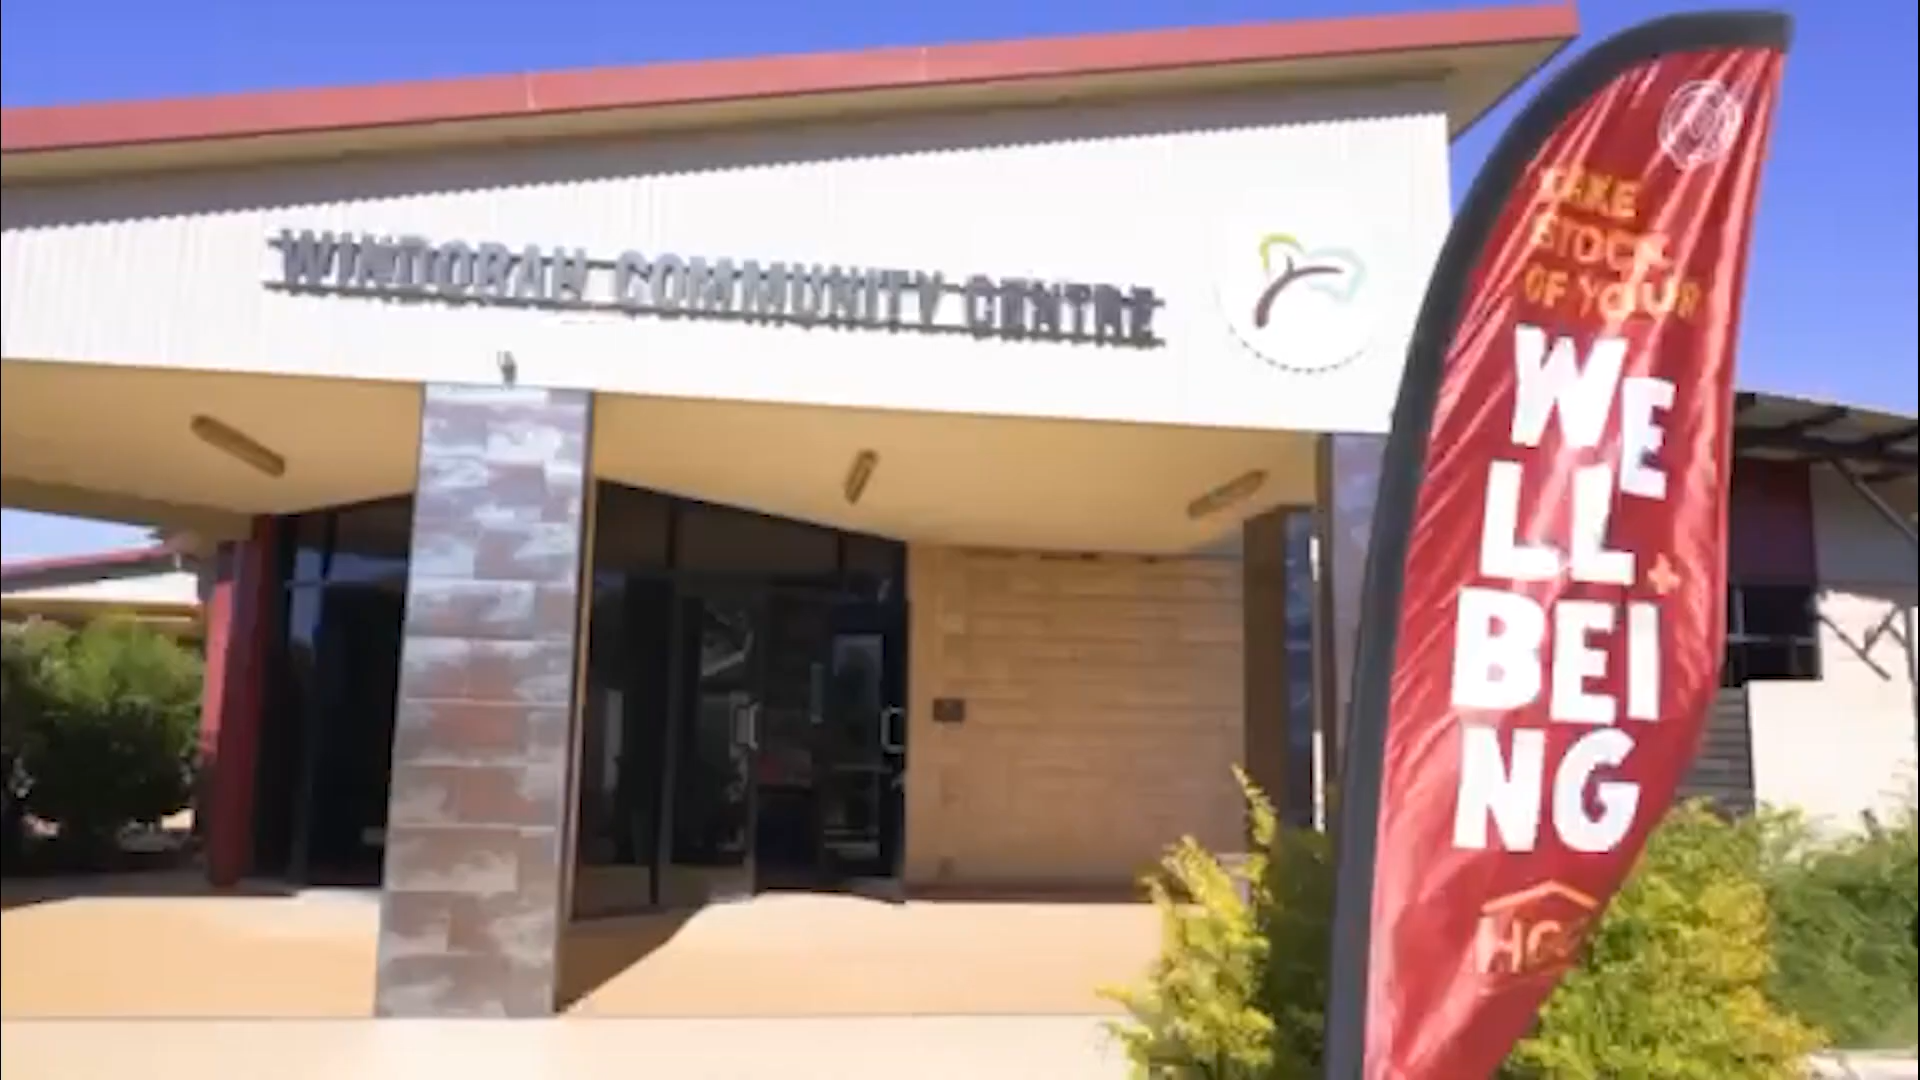 WINDORAH COMMUNITY CENTRE
TAKE
STOCK
OF YOUR
WE
LL
BEI
NG